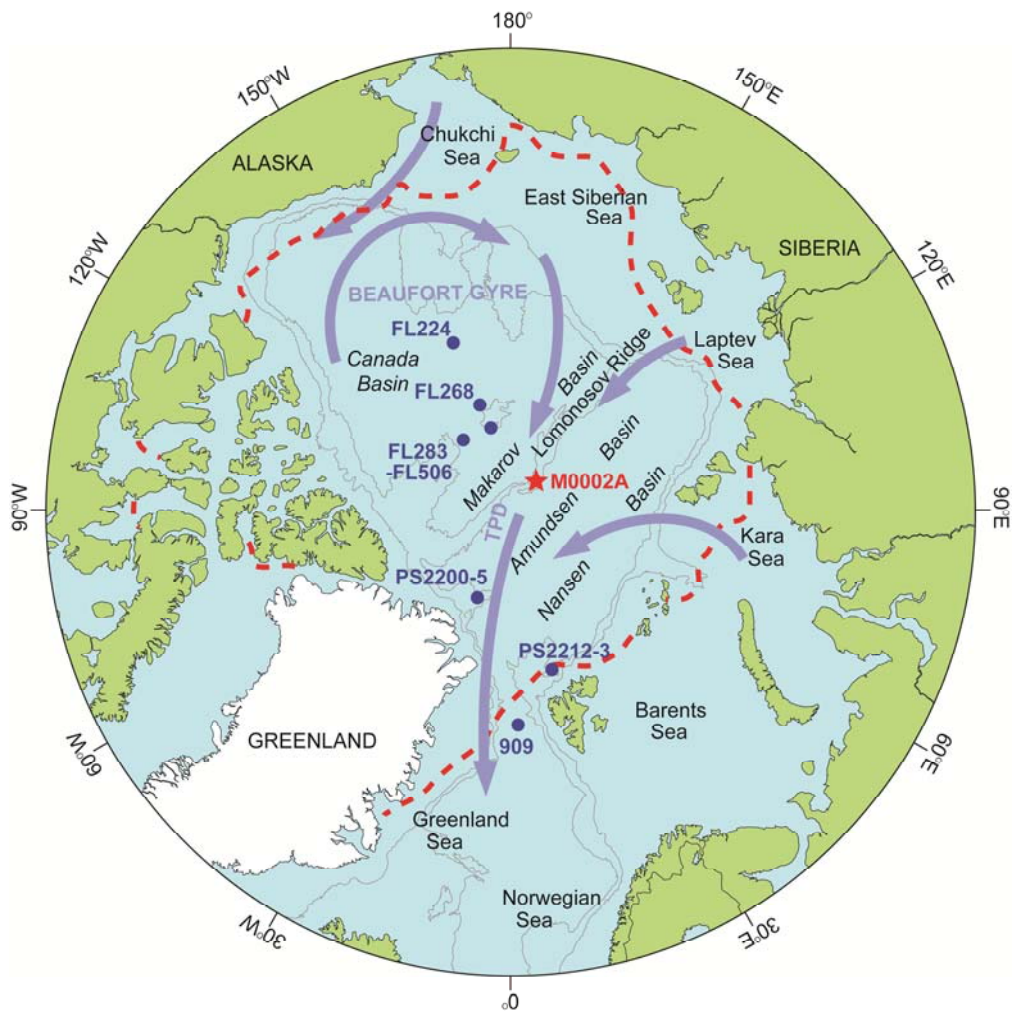 180°
150°W
150°E
Chukchi
Sea
ALASKA
East Siberian
Sea
SIBERIA
120°W
120°E
BEAUFORT GYRE
FL224
Canada
Basin
Laptev
Sea
Basin
Lomonosov Ridge
FL268
FL283
-FL506
Makarov
Basin
M0002A
90°W
90°E
TPD
Amundsen
Basin
Kara
Sea
PS2200-5
Nansen
PS2212-3
Barents
Sea
909
GREENLAND
60°W
60°E
Greenland
Sea
Norwegian
Sea
30°W
30°E
°0